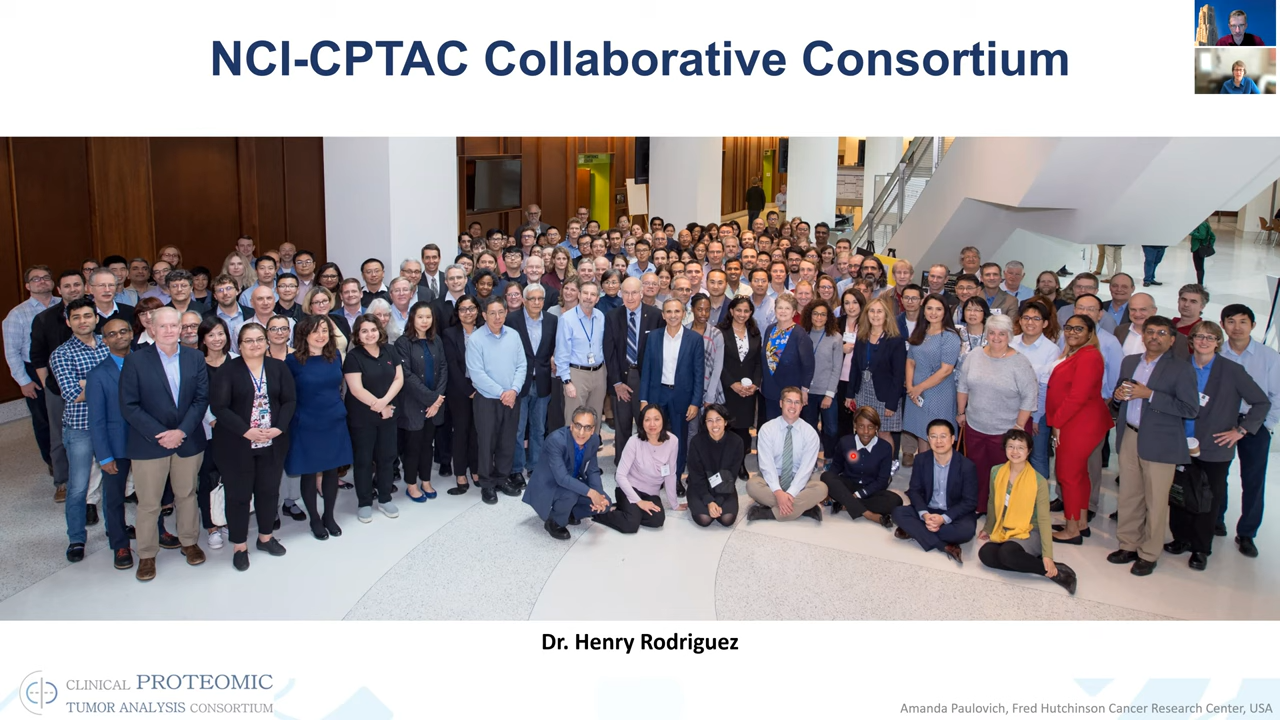 NCI-CPTAC Collaborative Consortium
Dr. Henry Rodriguez
CLINICAL PROTEOMIC
TUMOR ANALYSIS CONSORTIUM
Amanda Paulovich, Fred Hutchinson Cancer Research Center, USA